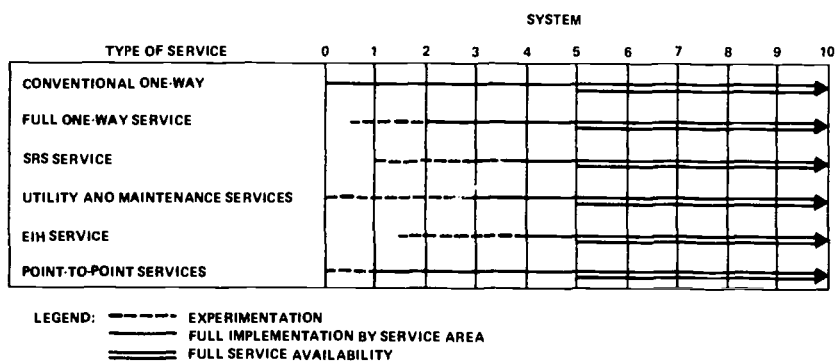 SYSTEM
TYPE OF SERVICE 0 1 2 3 4 5 6 7 8 9 10
CONVENTIONAL ONE-WAY
FULL ONE-WAY SERVICE
SRS SERVICE
UTILITY AND MAINTENANCE SERVICES
EIH SERVICE
POINT-TO-POINT SERVICES
LEGEND: EXPERIMENTATION
FULL IMPLEMENTATION BY SERVICE AREA
FULL SERVICE AVAILABILITY